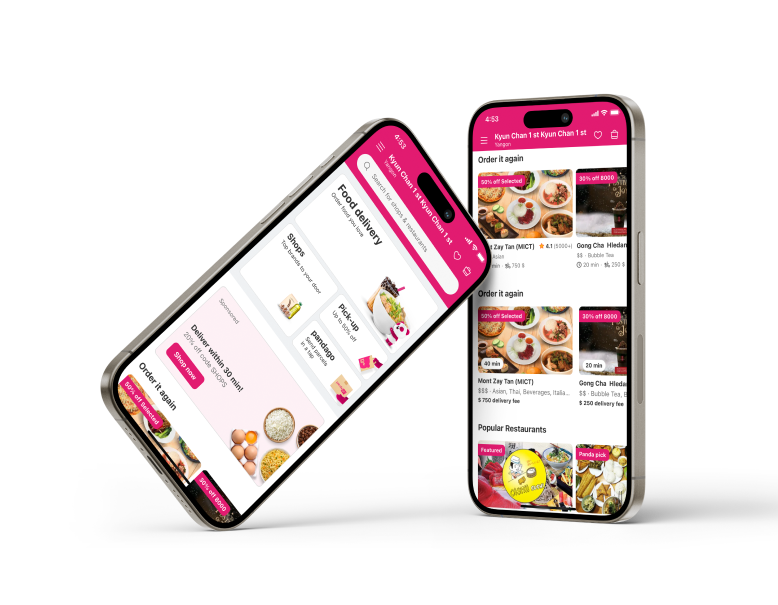 4:53
Kyun Chan 1 st Kyun Chan 1 st
Yangon
Search for shops & restaurants
Food delivery
Order food you love
Shops
Top brands to your door
Pick-up
Up to 50% off
pandago
Send parcels
in a tap
Sponsored
Deliver within 30 min!
20% off code SHOPS
Shop now
Order it again
50% off Selected
30% off 8000
4:53
Kyun Chan 1 st Kyun Chan 1 st
Yangon
Order it again
50% off Selected
30% off 8000
t Zay Tan (MICT) 4.1 (5000+)
Gong Cha Hledan
Asian
$$ · Bubble Tea
in 750 $
20 min 250 $
Order it again
50% off Selected
30% off 8000
40 min
20 min
Mont Zay Tan (MICT)
Gong Cha Hleda
$$$ · Asian, Thai, Beverages, Italia...
$$ · Bubble Tea, B
$ 750 delivery fee
$ 250 delivery fee
Popular Restaurants
Featured
Panda pick